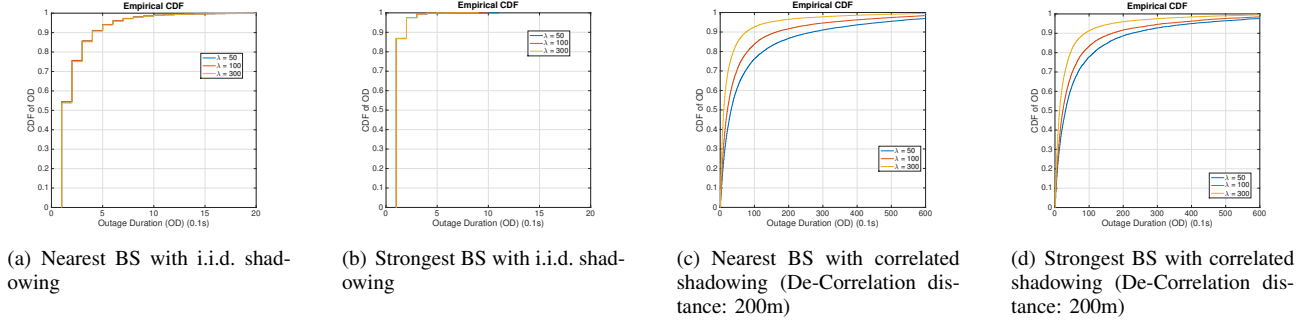 Empirical CDF
1
0.9
0.8
0.7
0.6
0.5
0.4
0.3
0.2
0.1
0
CDF of OD
λ = 50
λ = 100
λ = 300
0 5 10 15 20
Outage Duration (OD) (0.1s)
(a) Nearest BS with i.i.d. shad-
owing
Empirical CDF
1
0.9
0.8
0.7
0.6
0.5
0.4
0.3
0.2
0.1
0
CDF of OD
λ = 50
λ = 100
λ = 300
0 5 10 15 20
Outage Duration (OD) (0.1s)
(b) Strongest BS with i.i.d. shad-
owing
Empirical CDF
1
0.9
0.8
0.7
0.6
0.5
0.4
0.3
0.2
0.1
0
CDF of OD
λ = 50
λ = 100
λ = 300
0 100 200 300 400 500 600
Outage Duration (OD) (0.1s)
(c) Nearest BS with correlated
shadowing (De-Correlation dis-
tance: 200m)
Empirical CDF
1
0.9
0.8
0.7
0.6
0.5
0.4
0.3
0.2
0.1
0
CDF of OD
λ = 50
λ = 100
λ = 300
0 100 200 300 400 500 600
Outage Duration (OD) (0.1s)
(d) Strongest BS with correlated
shadowing (De-Correlation dis-
tance: 200m)